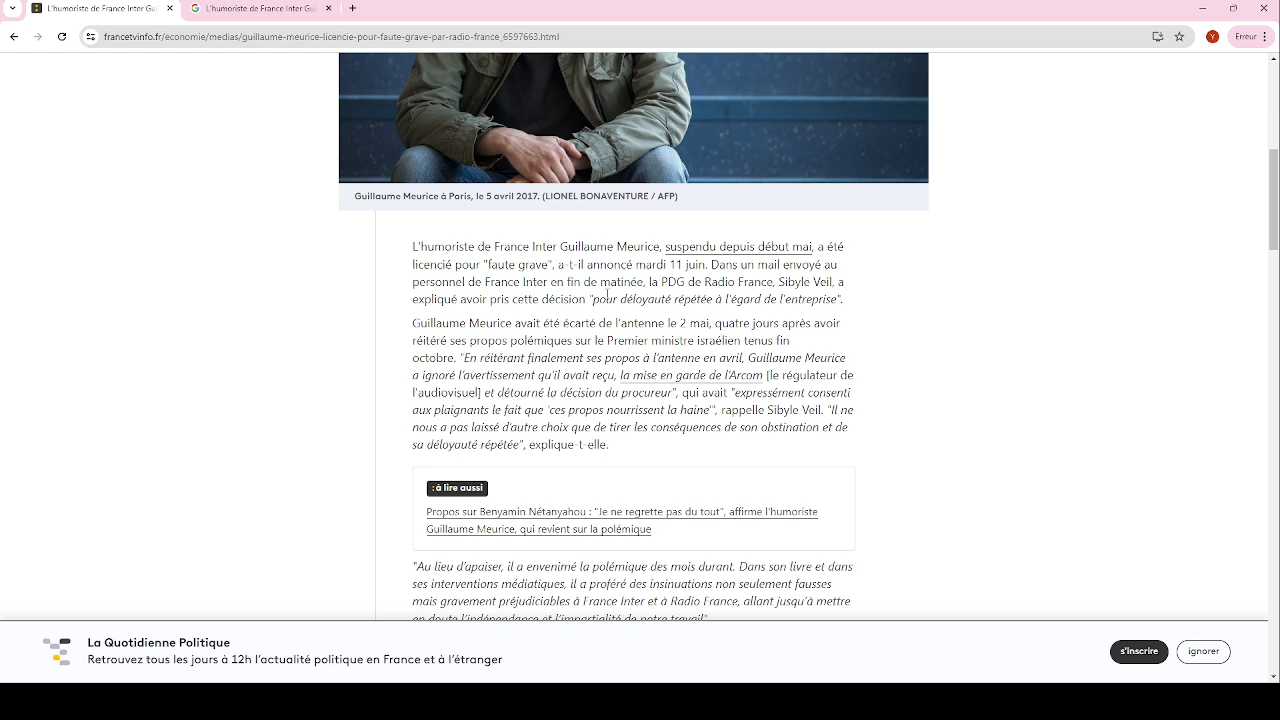 L'humoriste de France Inter Gui
L'humoriste de France Inter Gui
francetvinfo.fr/economie/medias/guillaume-meurice-licencie-pour-faute-grave-par-radio-france_6597663.html
Y
Erreur
Guillaume Meurice à Paris, le 5 avril 2017. (LIONEL BONAVENTURE / AFP)
L'humoriste de France Inter Guillaume Meurice, suspendu depuis début mai, a été
licencié pour "faute grave", a-t-il annoncé mardi 11 juin. Dans un mail envoyé au
personnel de France Inter en fin de matinée, la PDG de Radio France, Sibyle Veil, a
expliqué avoir pris cette décision "pour déloyauté répétée à l'égard de l'entreprise".
Guillaume Meurice avait été écarté de l'antenne le 2 mai, quatre jours après avoir
réitéré ses propos polémiques sur le Premier ministre israélien tenus fin
octobre. "En réitérant finalement ses propos à l'antenne en avril, Guillaume Meurice
a ignoré l'avertissement qu'il avait reçu, la mise en garde de l'Arcom [le régulateur de
l'audiovisuel] et détourné la décision du procureur", qui avait "expressément consenti
aux plaignants le fait que 'ces propos nourrissent la haine'", rappelle Sibyle Veil. "Il ne
nous a pas laissé d'autre choix que de tirer les conséquences de son obstination et de
sa déloyauté répétée", explique-t-elle.
:à lire aussi
Propos sur Benyamin Nétanyahou : "Je ne regrette pas du tout", affirme l'humoriste
Guillaume Meurice, qui revient sur la polémique
"Au lieu d'apaiser, il a envenimé la polémique des mois durant. Dans son livre et dans
ses interventions médiatiques, il a proféré des insinuations non seulement fausses
mais gravement préjudiciables à France Inter et à Radio France, allant jusqu'à mettre
en doute l'indépendance et l'impartialité de notre travail"
La Quotidienne Politique
Retrouvez tous les jours à 12h l'actualité politique en France et à l'étranger
s'inscrire
ignorer